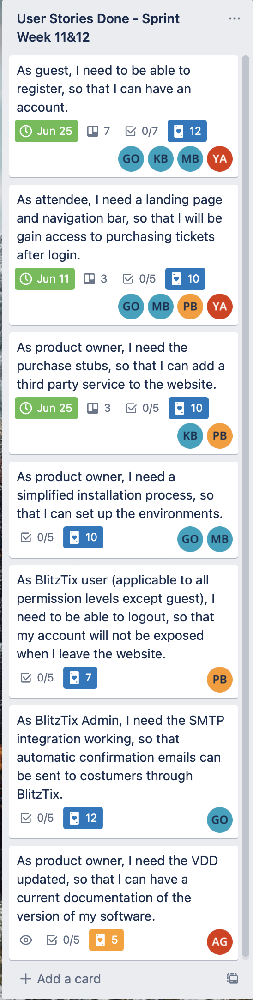 User Stories Done - Sprint
Week 11&12
As guest, I need to be able to
register, so that I can have an
account.
Jun 25 7 0/7 12
GO KB MB YA
As attendee, I need a landing page
and navigation bar, so that I will be
gain access to purchasing tickets
after login.
Jun 11 3 0/5 10
GO MB PB YA
As product owner, I need the
purchase stubs, so that I can add a
third party service to the website.
Jun 25 3 0/5 10
KB PB
As product owner, I need a
simplified installation process, so
that I can set up the environments.
0/5 10 GO MB
As BlitzTix user (applicable to all
permission levels except guest), I
need to be able to logout, so that
my account will not be exposed
when I leave the website.
0/5 7 PB
As BlitzTix Admin, I need the SMTP
integration working, so that
automatic confirmation emails can
be sent to costumers through
BlitzTix.
0/5 12 GO
As product owner, I need the VDD
updated, so that I can have a
current documentation of the
version of my software.
0/5 5 AG
+ Add a card